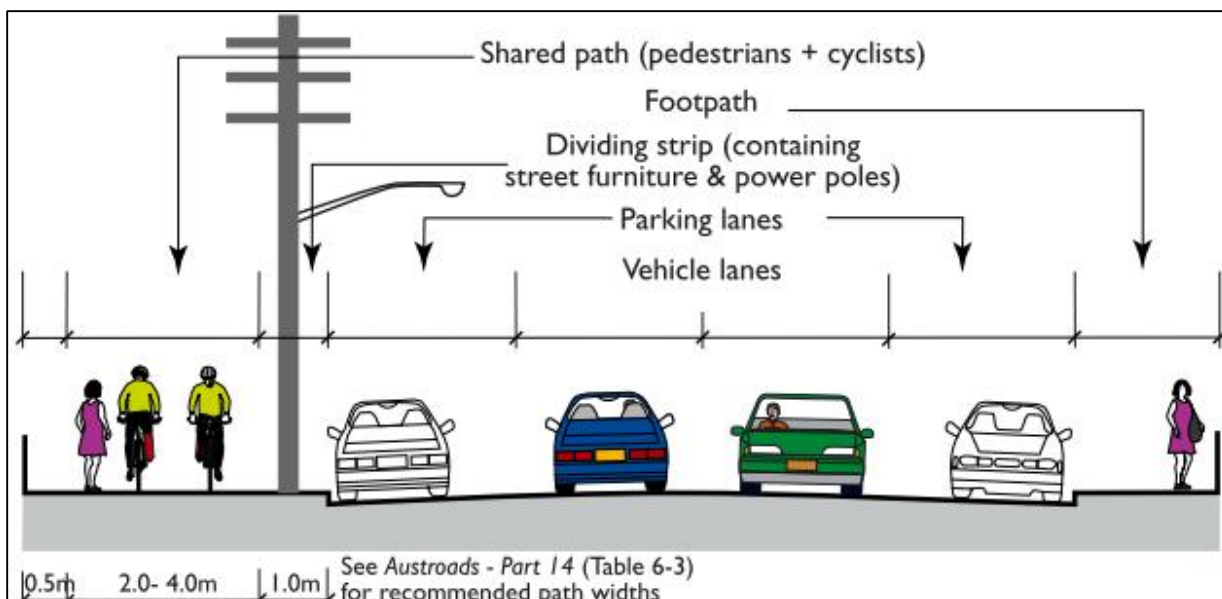 Shared path (pedestrians + cyclists)
Footpath
Dividing strip (containing
street furniture & power poles)
Parking lanes
Vehicle lanes
0.5m 2.0- 4.0m 1.0m
See Austroads - Part 14 (Table 6-3)
for recommended path widths